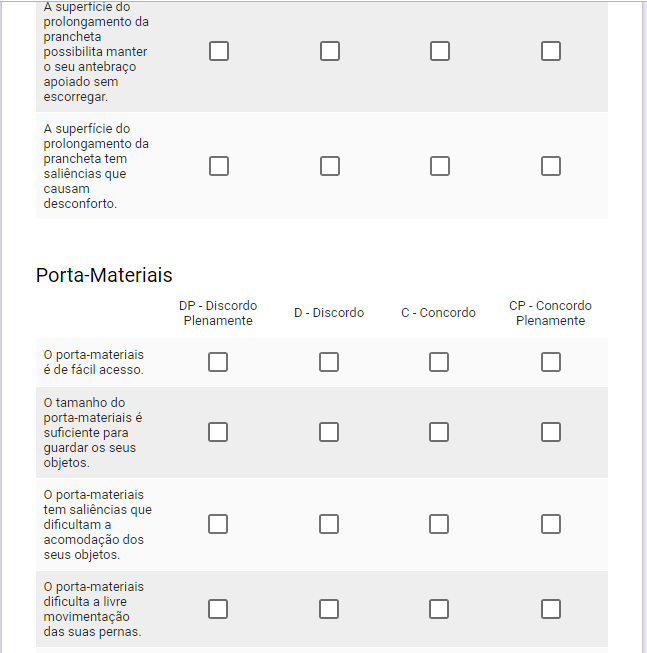 A superfície do
prolongamento da
prancheta
possibilita manter
o seu antebraço
apoiado sem
escorregar.
A superfície do
prolongamento da
prancheta tem
saliências que
causam
desconforto.
Porta-Materiais
DP - Discordo
Plenamente
D - Discordo
C - Concordo
CP - Concordo
Plenamente
O porta-materiais
é de fácil acesso.
O tamanho do
porta-materiais é
suficiente para
guardar os seus
objetos.
O porta-materiais
tem saliências que
dificultam a
acomodação dos
seus objetos.
O porta-materiais
dificulta a livre
movimentação
das suas pernas.